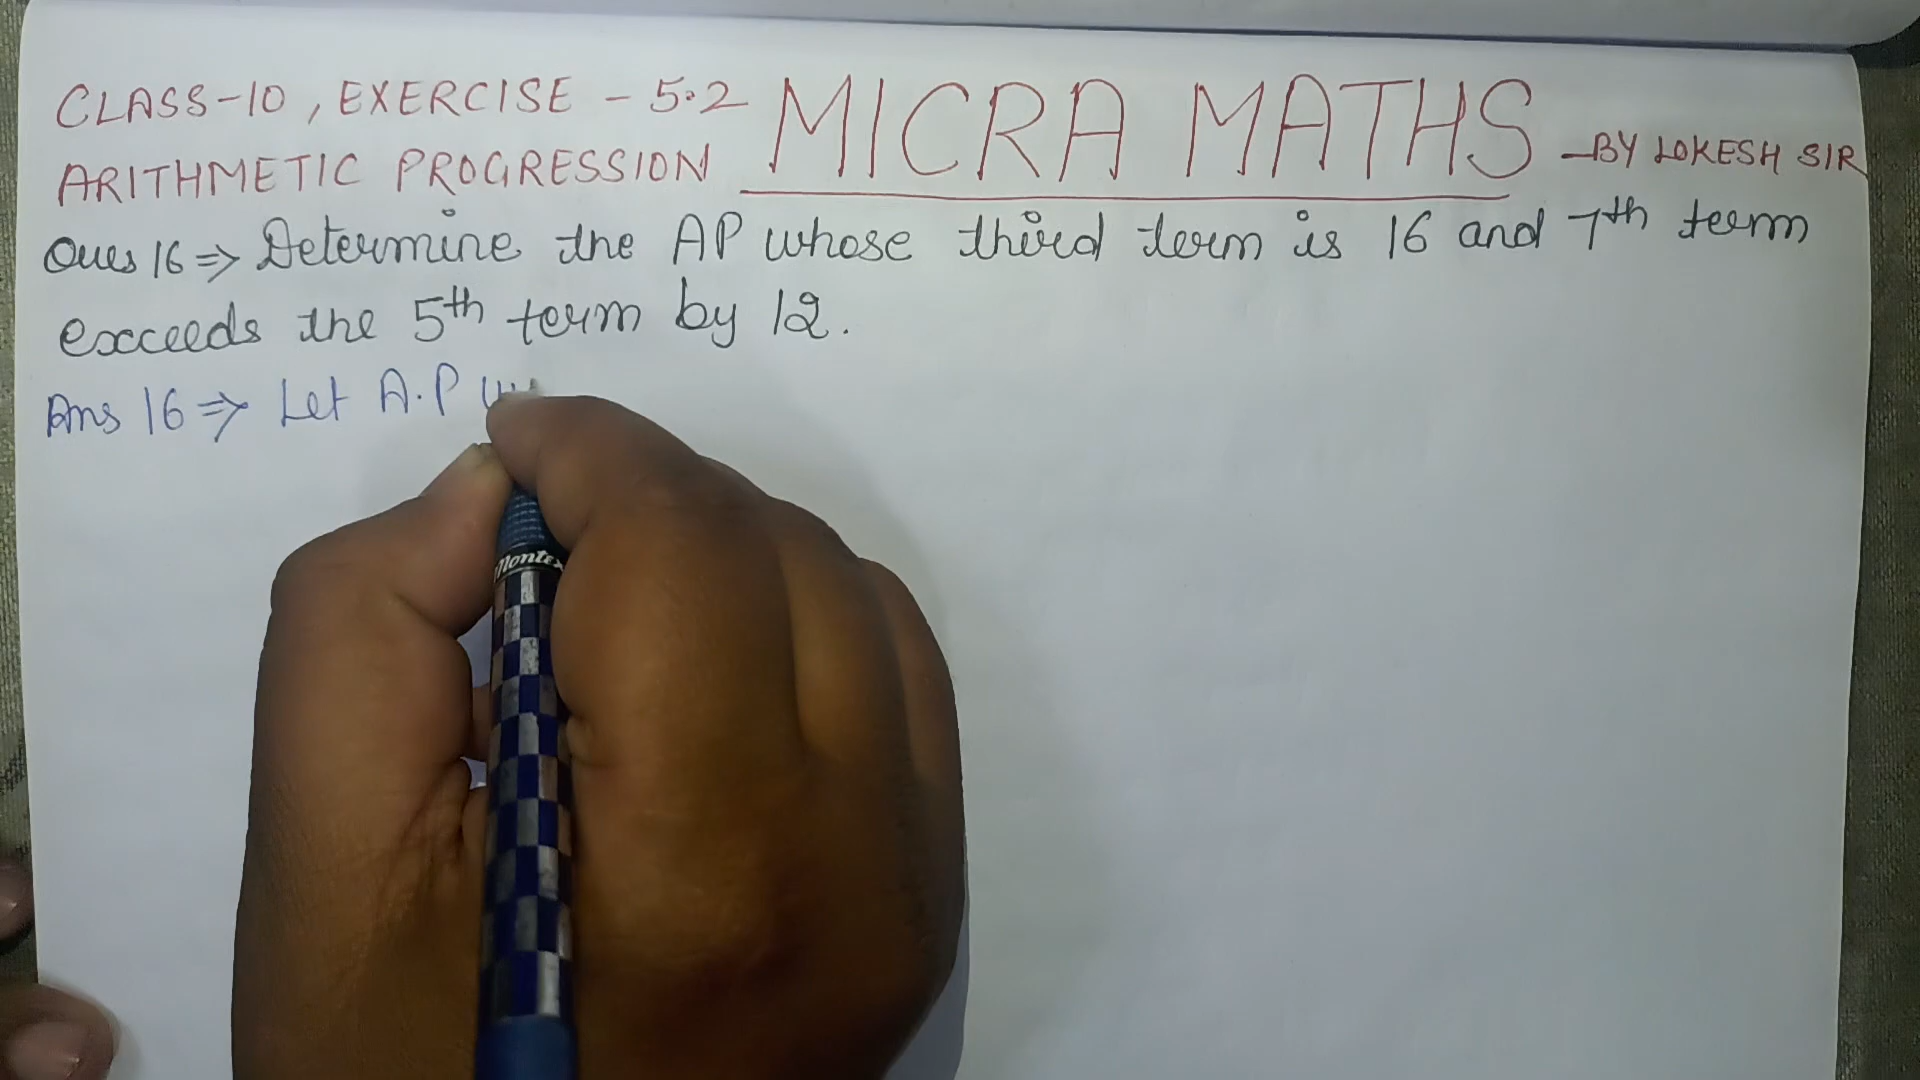 CLASS-10, EXERCISE - 5.2
ARITHMETIC PROGRESSION
MICRA MATHS
-BY LOKESH SIR
Ques 16 ⇒ Determine the AP whose third term is 16 and 7th term
exceeds the 5th term by 12.
Ans 16 ⇒ Let A.P
Montex